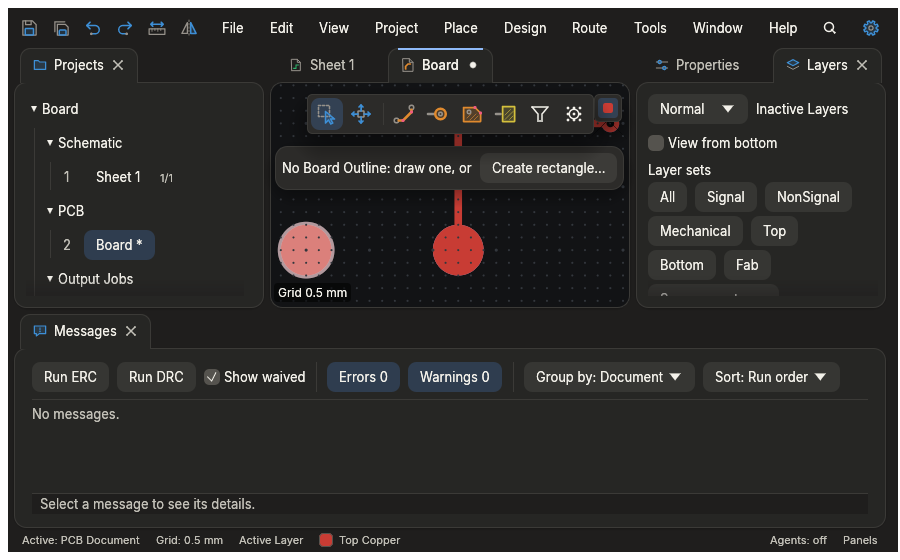 File Edit View Project Place Design Route Tools Window Help
Projects
Sheet 1
Board
Properties
Layers
Board
Schematic
1 Sheet 1 1/1
PCB
2 Board *
Output Jobs
No Board Outline: draw one, or Create rectangle...
Grid 0.5 mm
Normal Inactive Layers
View from bottom
Layer sets
All Signal NonSignal
Mechanical Top
Bottom Fab
Messages
Run ERC Run DRC Show waived Errors 0 Warnings 0 Group by: Document Sort: Run order
No messages.
Select a message to see its details.
Active: PCB Document Grid: 0.5 mm Active Layer Top Copper Agents: off Panels